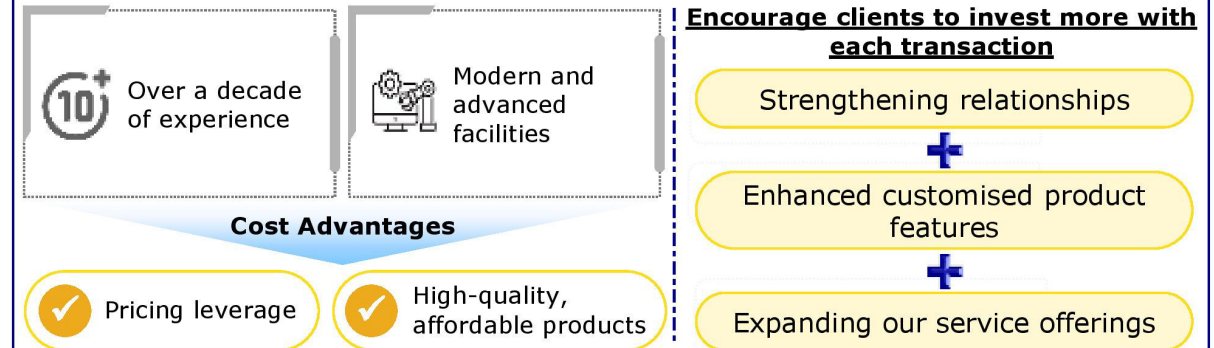 10+
Over a decade
of experience
Modern and
advanced
facilities
Cost Advantages
Pricing leverage
High-quality,
affordable products
Encourage clients to invest more with
each transaction
Strengthening relationships
Enhanced customised product
features
Expanding our service offerings